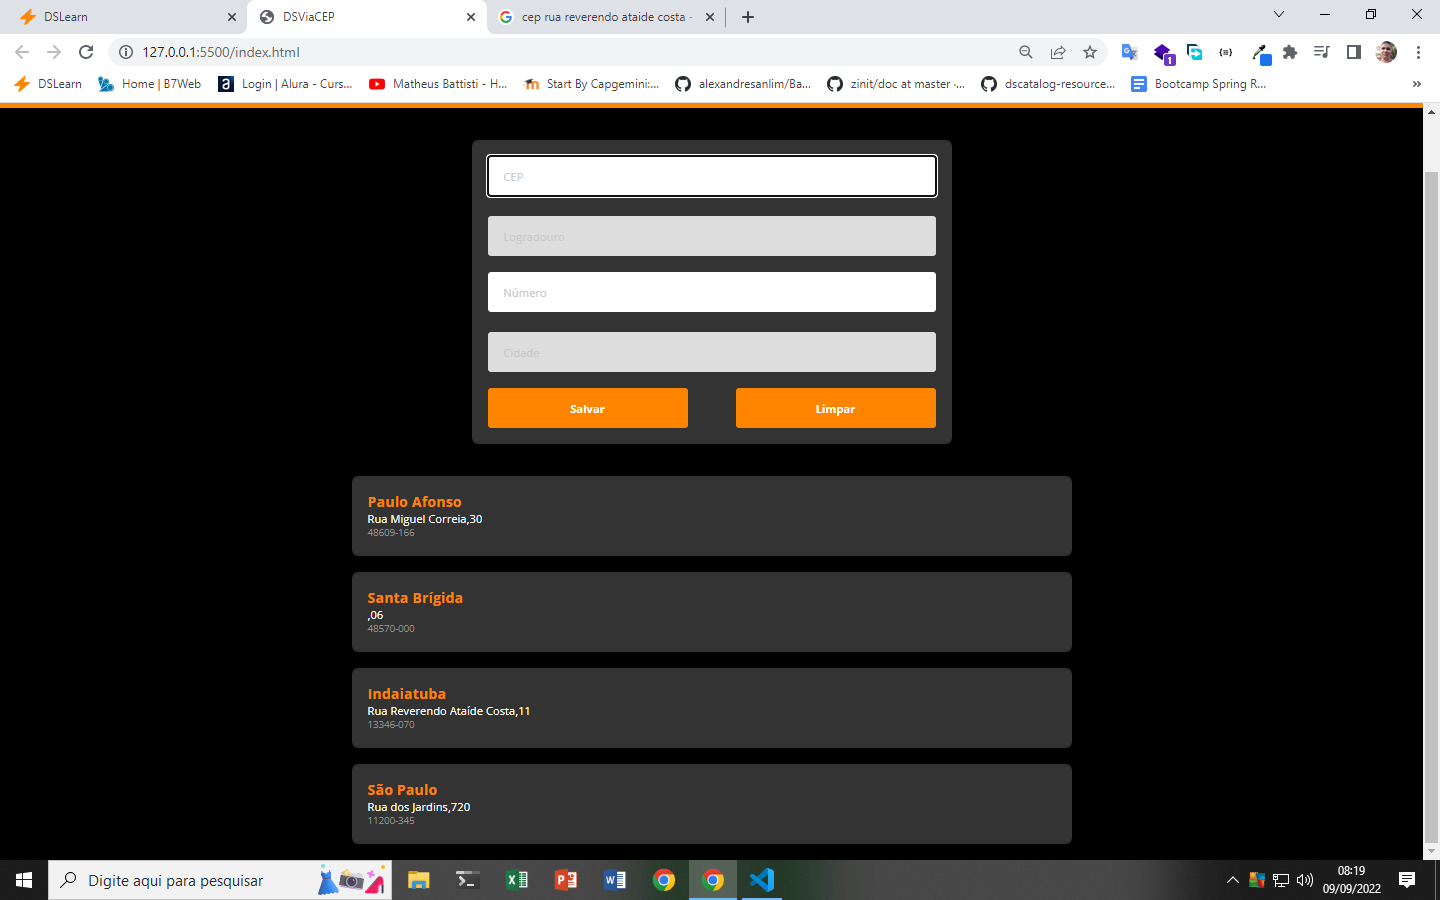 DSLearn
DSViaCEP
cep rua reverendo ataide costa -
127.0.0.1:5500/index.html
1
DSLearn
Home | B7Web
Login | Alura - Curs...
Matheus Battisti - H...
Start By Capgemini:...
alexandresanlim/Ba...
zinit/doc at master ·...
dscatalog-resource...
Bootcamp Spring R...
»
CEP
Logradouro
Número
Cidade
Salvar
Limpar
Paulo Afonso
Rua Miguel Correia,30
48609-166
Santa Brígida
,06
48570-000
Indaiatuba
Rua Reverendo Ataíde Costa,11
13346-070
São Paulo
Rua dos Jardins,720
11200-345
Digite aqui para pesquisar
08:19
09/09/2022